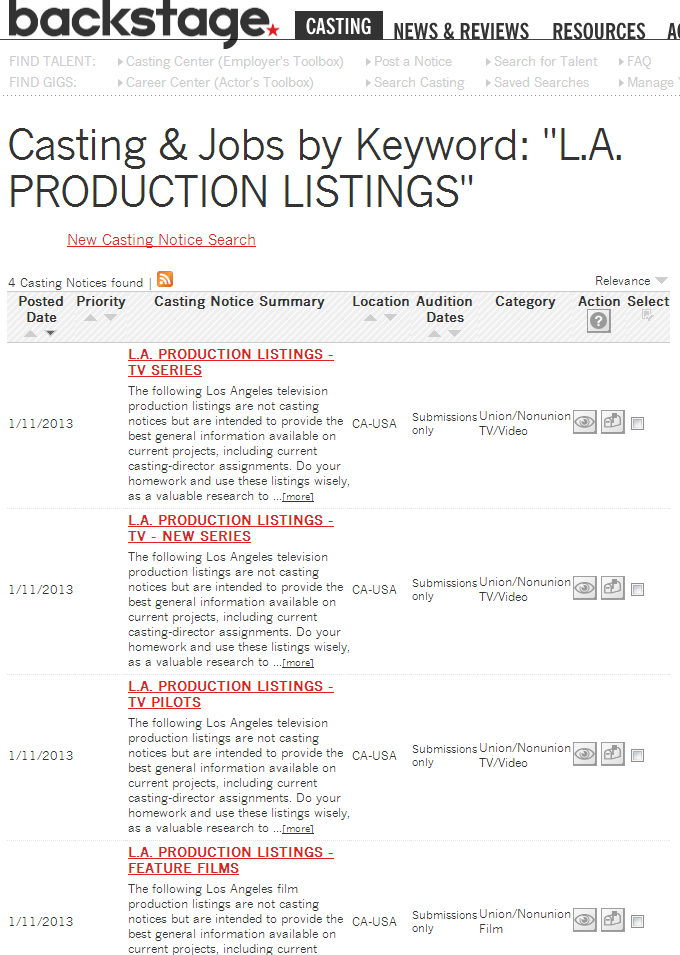 backstage.
CASTING NEWS & REVIEWS RESOURCES
FIND TALENT: Casting Center (Employer's Toolbox) Post a Notice Search for Talent FAQ
FIND GIGS: Career Center (Actor's Toolbox) Search Casting Saved Searches Manage
Casting & Jobs by Keyword: "L.A.
PRODUCTION LISTINGS"
New Casting Notice Search
4 Casting Notices found |
Relevance
Posted Date Priority Casting Notice Summary Location Audition Dates Category Action Select
?
L.A. PRODUCTION LISTINGS -
TV SERIES
1/11/2013
The following Los Angeles television
production listings are not casting
notices but are intended to provide the
best general information available on
current projects, including current
casting-director assignments. Do your
homework and use these listings wisely,
as a valuable research to ...[more]
CA-USA
Submissions
only
Union/Nonunion
TV/Video
L.A. PRODUCTION LISTINGS -
TV - NEW SERIES
1/11/2013
The following Los Angeles television
production listings are not casting
notices but are intended to provide the
best general information available on
current projects, including current
casting-director assignments. Do your
homework and use these listings wisely,
as a valuable research to ...[more]
CA-USA
Submissions
only
Union/Nonunion
TV/Video
L.A. PRODUCTION LISTINGS -
TV PILOTS
1/11/2013
The following Los Angeles television
production listings are not casting
notices but are intended to provide the
best general information available on
current projects, including current
casting-director assignments. Do your
homework and use these listings wisely,
as a valuable research to ...[more]
CA-USA
Submissions
only
Union/Nonunion
TV/Video
L.A. PRODUCTION LISTINGS -
FEATURE FILMS
1/11/2013
The following Los Angeles film
production listings are not casting
notices but are intended to provide the
best general information available on
current projects, including current
CA-USA
Submissions
only
Union/Nonunion
Film